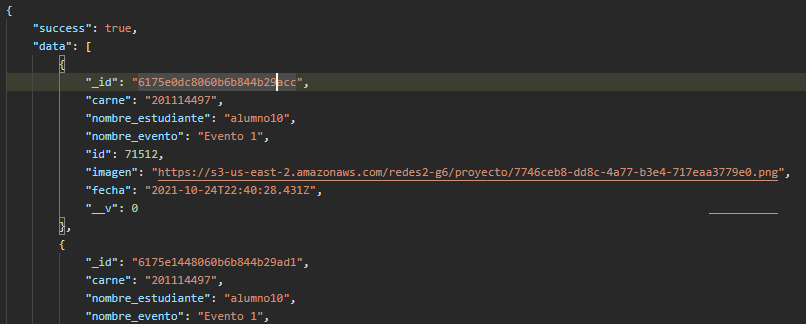 {
"success": true,
"data": [
{
"_id": "6175e0dc8060b6b844b29acc",
"carne": "201114497",
"nombre_estudiante": "alumno10",
"nombre_evento": "Evento 1",
"id": 71512,
"imagen": "https://s3-us-east-2.amazonaws.com/redes2-g6/proyecto/7746ceb8-dd8c-4a77-b3e4-717eaa3779e0.png",
"fecha": "2021-10-24T22:40:28.431Z",
"__v": 0
},
{
"_id": "6175e1448060b6b844b29ad1",
"carne": "201114497",
"nombre_estudiante": "alumno10",
"nombre_evento": "Evento 1",